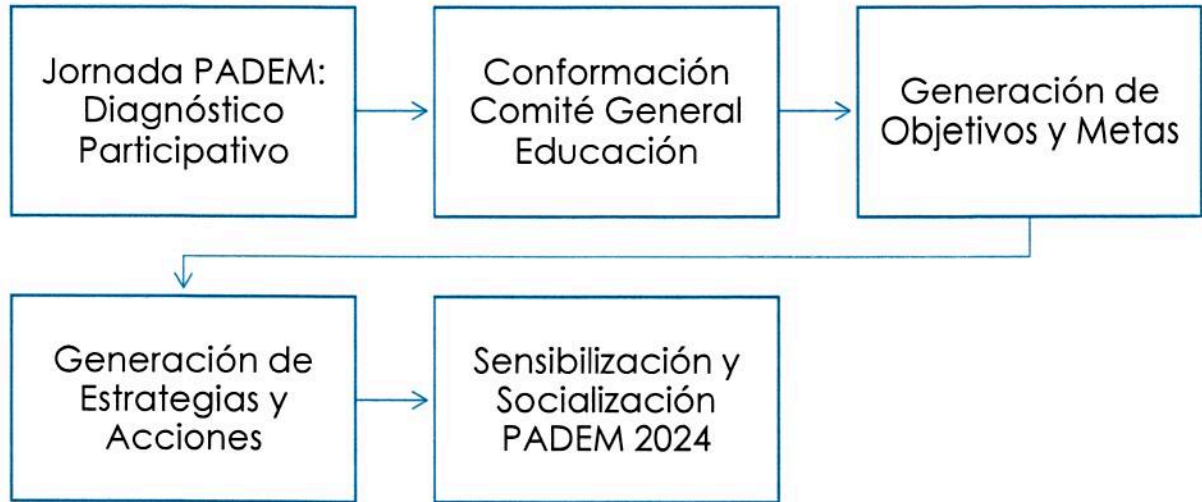 Jornada PADEM:
Diagnóstico
Participativo
Conformación
Comité General
Educación
Generación de
Objetivos y Metas
Generación de
Estrategias y
Acciones
Sensibilización y
Socialización
PADEM 2024